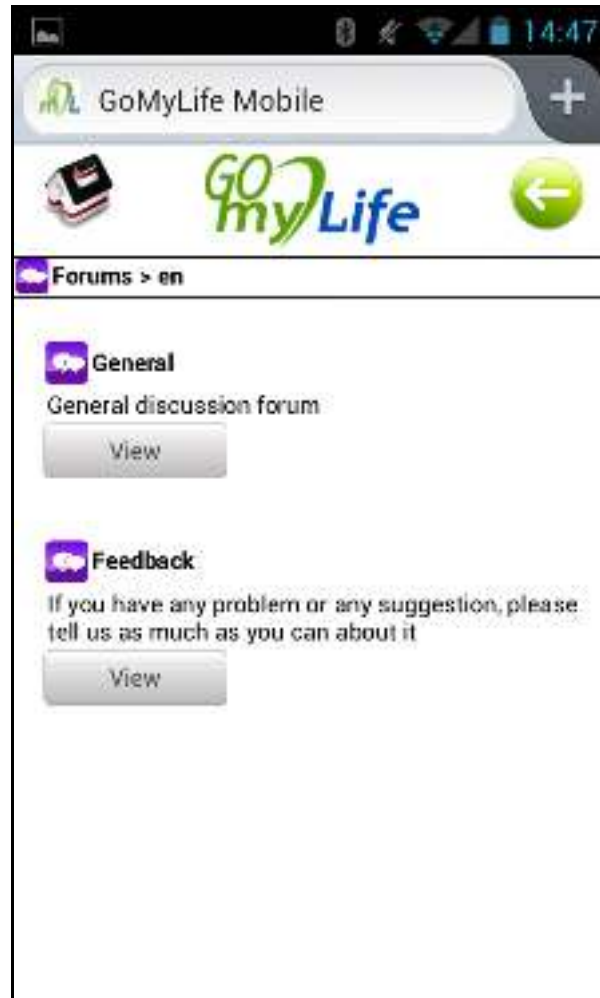 14:47
GoMyLife Mobile
GO
my Life
Forums > en
General
General discussion forum
View
Feedback
If you have any problem or any suggestion, please
tell us as much as you can about it
View